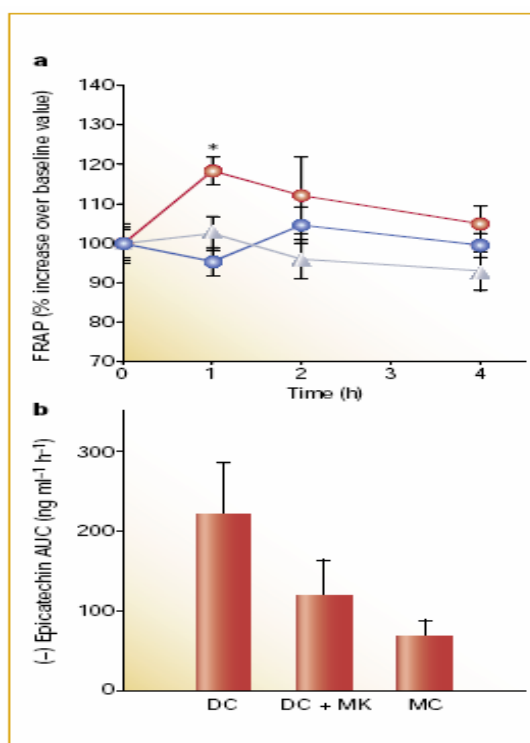 a
FRAP (% increase over baseline value)
140
130
120
110
100
90
80
70
*
0
1
2
3
4
Time (h)
b
(–) Epicatechin AUC (ng ml⁻¹ h⁻¹)
300
200
100
0
DC
DC + MK
MC